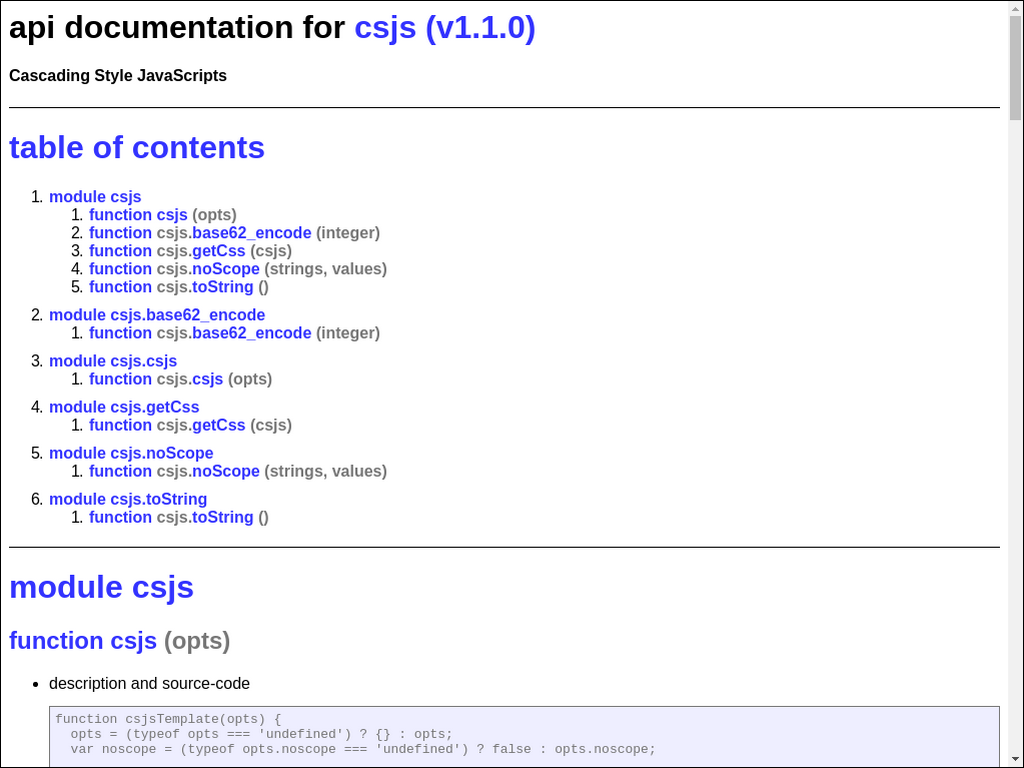 api documentation for csjs (v1.1.0)
Cascading Style JavaScripts
table of contents
1. module csjs
1. function csjs (opts)
2. function csjs.base62_encode (integer)
3. function csjs.getCss (csjs)
4. function csjs.noScope (strings, values)
5. function csjs.toString ()
2. module csjs.base62_encode
1. function csjs.base62_encode (integer)
3. module csjs.csjs
1. function csjs.csjs (opts)
4. module csjs.getCss
1. function csjs.getCss (csjs)
5. module csjs.noScope
1. function csjs.noScope (strings, values)
6. module csjs.toString
1. function csjs.toString ()
module csjs
function csjs (opts)
• description and source-code
function csjsTemplate(opts) {
  opts = (typeof opts === 'undefined') ? {} : opts;
  var noscope = (typeof opts.noscope === 'undefined') ? false : opts.noscope;